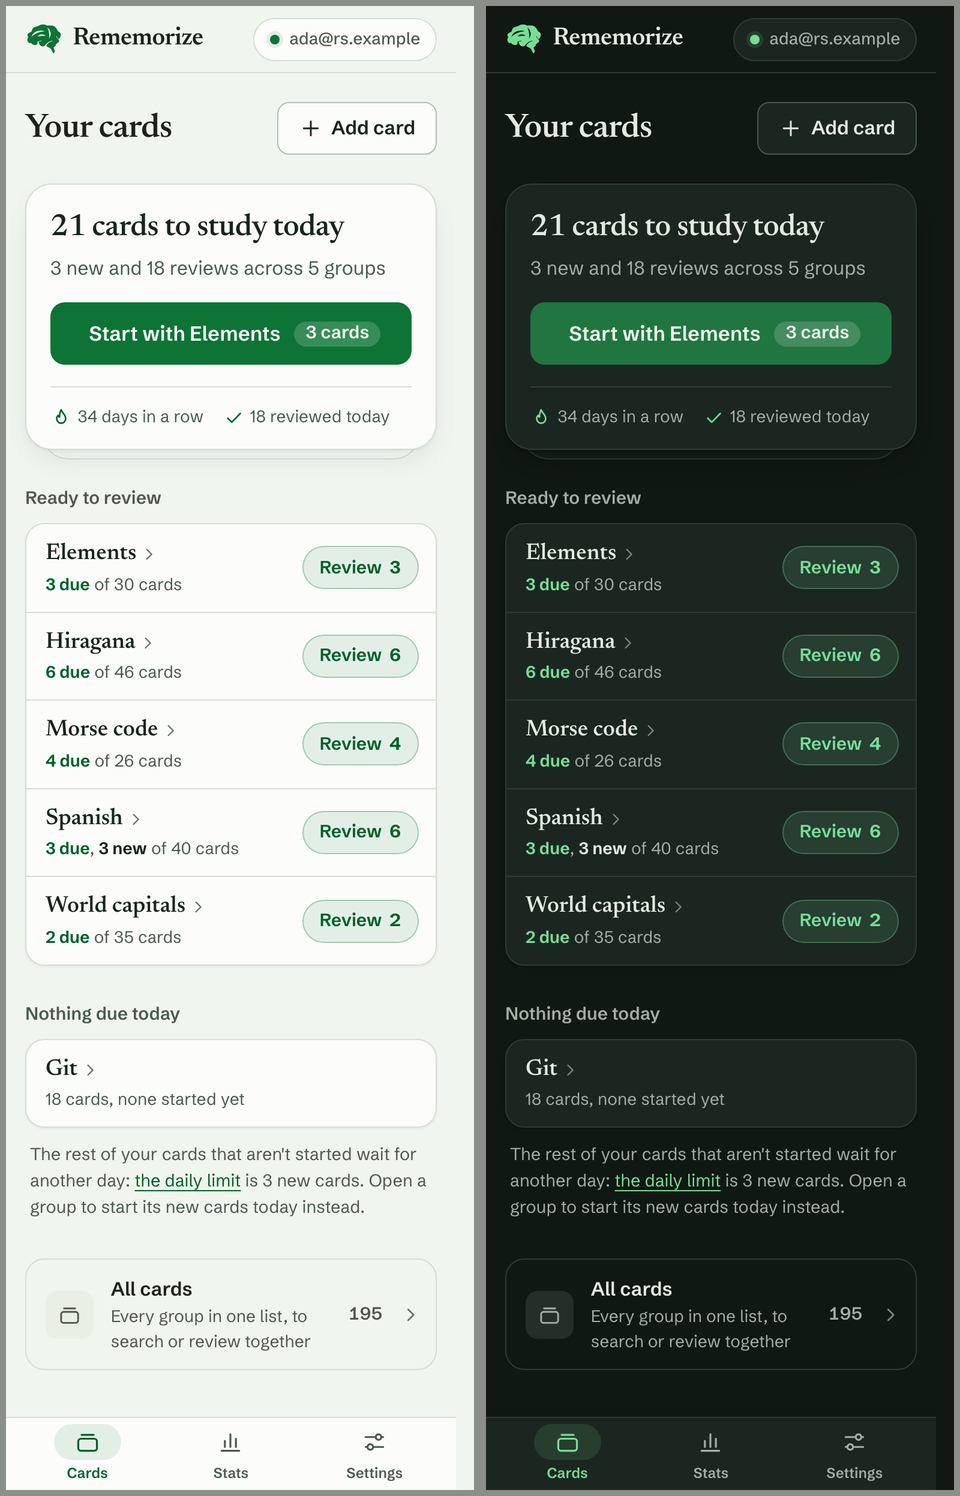 Rememorize
ada@rs.example
Your cards
Add card
21 cards to study today
3 new and 18 reviews across 5 groups
Start with Elements 3 cards
34 days in a row 18 reviewed today
Ready to review
Elements
3 due of 30 cards
Review 3
Hiragana
6 due of 46 cards
Review 6
Morse code
4 due of 26 cards
Review 4
Spanish
3 due, 3 new of 40 cards
Review 6
World capitals
2 due of 35 cards
Review 2
Nothing due today
Git
18 cards, none started yet
The rest of your cards that aren't started wait for
another day: the daily limit is 3 new cards. Open a
group to start its new cards today instead.
All cards
Every group in one list, to
search or review together
195
Cards Stats Settings
Rememorize
ada@rs.example
Your cards
Add card
21 cards to study today
3 new and 18 reviews across 5 groups
Start with Elements 3 cards
34 days in a row 18 reviewed today
Ready to review
Elements
3 due of 30 cards
Review 3
Hiragana
6 due of 46 cards
Review 6
Morse code
4 due of 26 cards
Review 4
Spanish
3 due, 3 new of 40 cards
Review 6
World capitals
2 due of 35 cards
Review 2
Nothing due today
Git
18 cards, none started yet
The rest of your cards that aren't started wait for
another day: the daily limit is 3 new cards. Open a
group to start its new cards today instead.
All cards
Every group in one list, to
search or review together
195
Cards Stats Settings